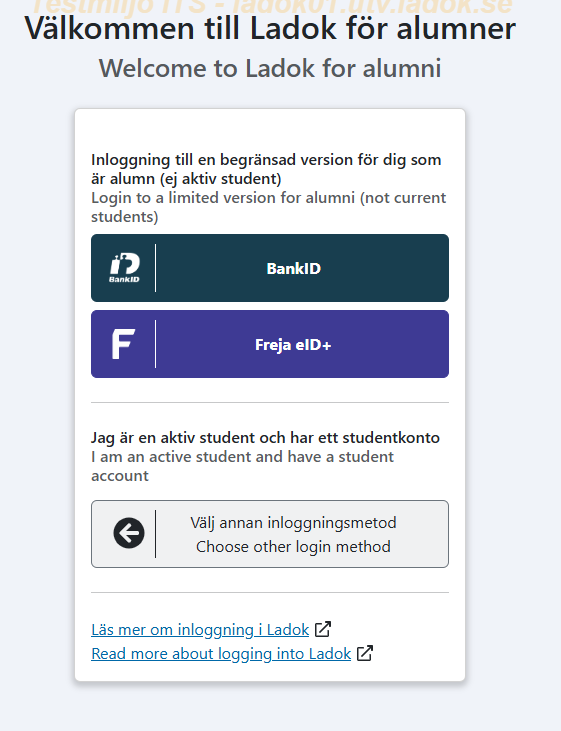 Testmiljö ITS - ladok01.utv.ladok.se
Välkommen till Ladok för alumner
Welcome to Ladok for alumni
Inloggning till en begränsad version för dig som
är alumn (ej aktiv student)
Login to a limited version for alumni (not current
students)
BankID
BankID
F
Freja eID+
Jag är en aktiv student och har ett studentkonto
I am an active student and have a student
account
Välj annan inloggningsmetod
Choose other login method
Läs mer om inloggning i Ladok
Read more about logging into Ladok